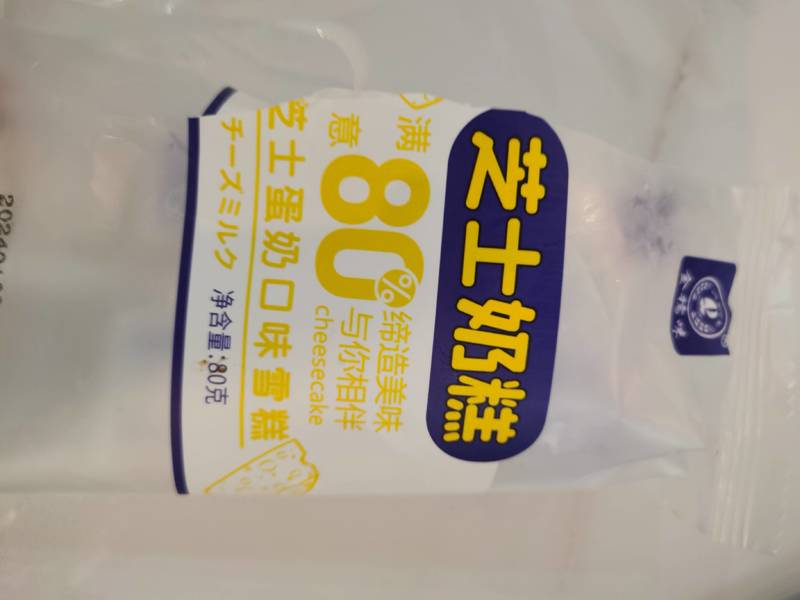 芝士奶糕
满意
80%
缔造美味
与你相伴
cheesecake
芝士蛋奶口味雪糕
チーズミルク
净含量:80克